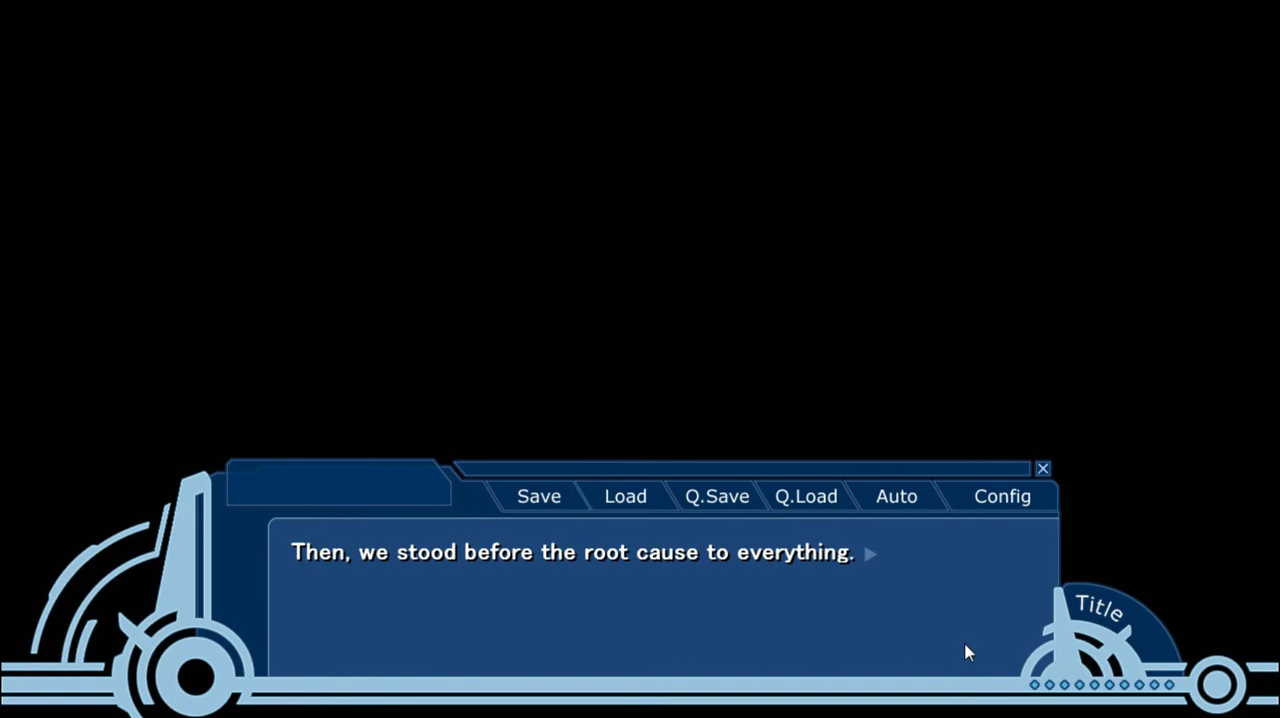 Save Load Q.Save Q.Load Auto Config
Then, we stood before the root cause to everything.
Title